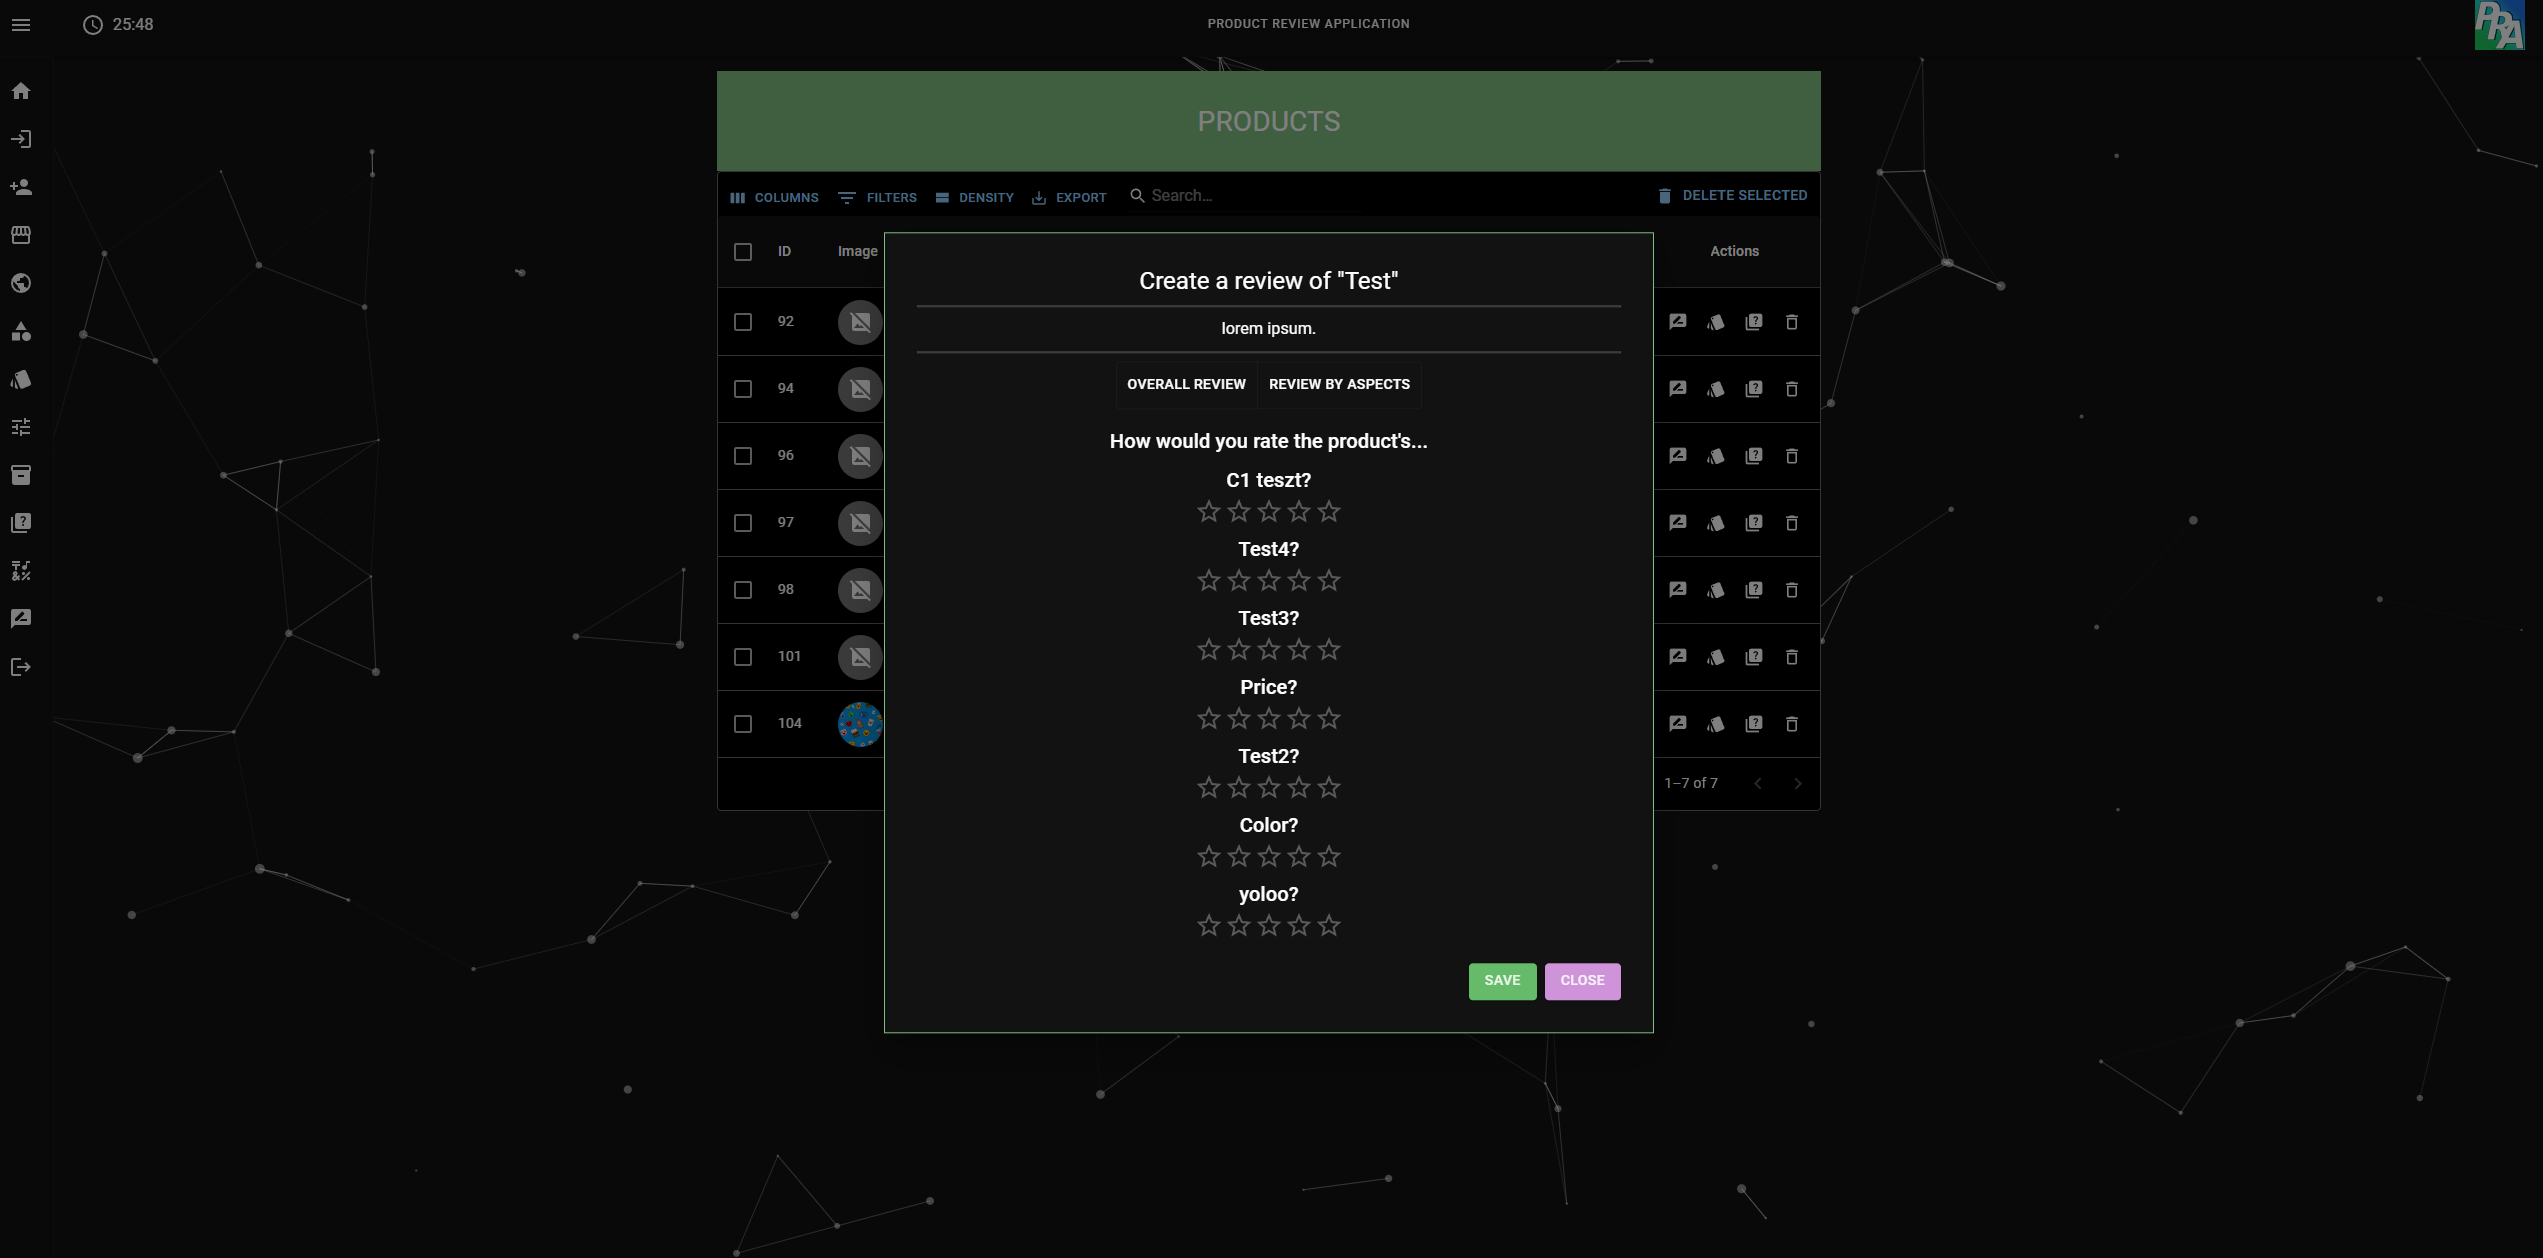 25:48
PRODUCT REVIEW APPLICATION
PRA
PRODUCTS
COLUMNS FILTERS DENSITY EXPORT Search... DELETE SELECTED
ID Image Actions
Create a review of "Test"
lorem ipsum.
OVERALL REVIEW REVIEW BY ASPECTS
How would you rate the product's...
C1 teszt?
Test4?
Test3?
Price?
Test2?
Color?
yoloo?
SAVE CLOSE
92
94
96
97
98
101
104
1–7 of 7